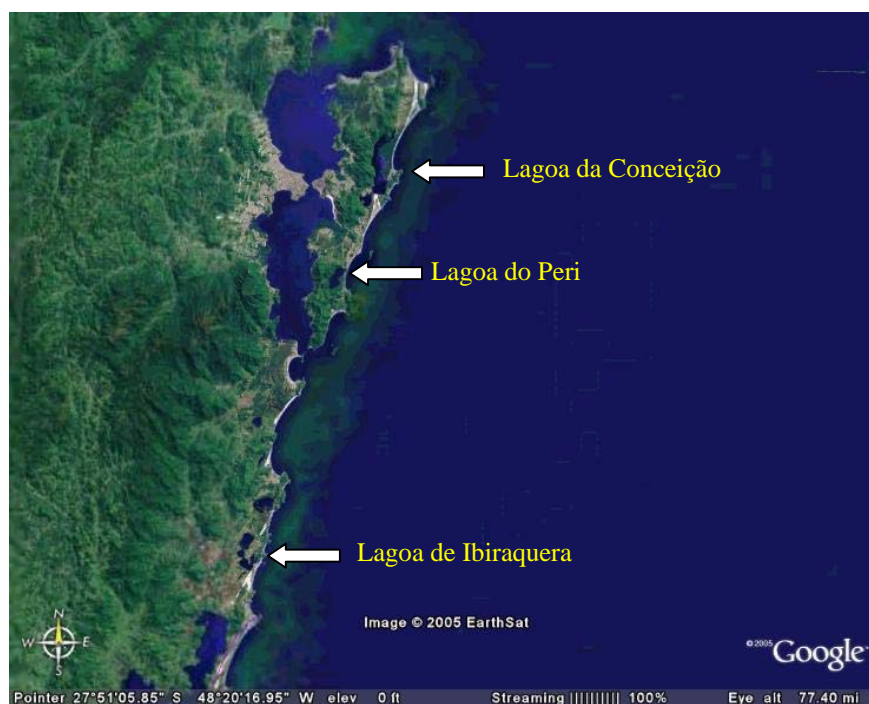 Lagoa da Conceição
Lagoa do Peri
Lagoa de Ibiraquera
N
W E
S
Image © 2005 EarthSat
© 2005 Google
Pointer 27°51'05.85" S 48°20'16.95" W elev 0 ft Streaming |||||||||| 100% Eye alt 77.40 mi